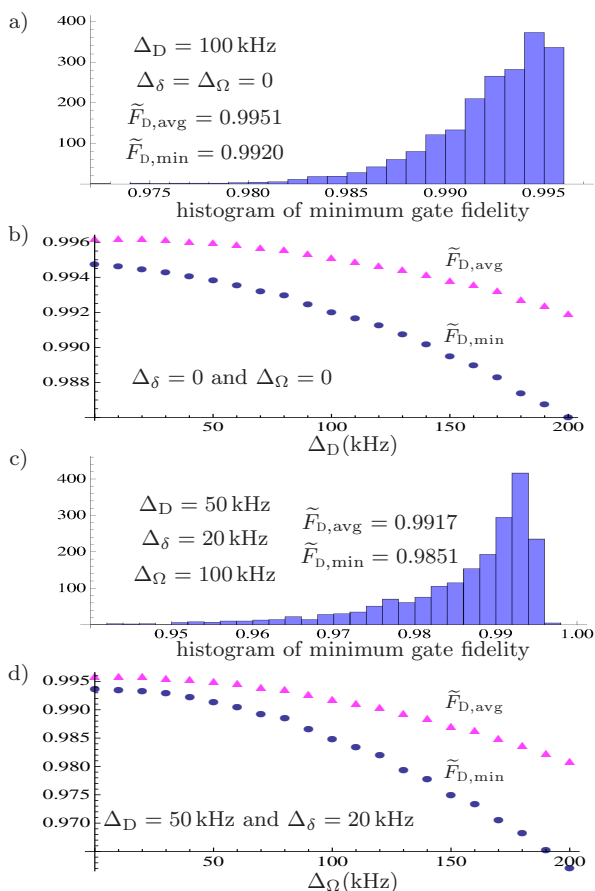 a)
400
300
200
100
Δ_D = 100 kHz
Δ_δ = Δ_Ω = 0
F̃_D,avg = 0.9951
F̃_D,min = 0.9920
0.975 0.980 0.985 0.990 0.995
histogram of minimum gate fidelity
b)
0.996
0.994
0.992
0.990
0.988
F̃_D,avg
F̃_D,min
Δ_δ = 0 and Δ_Ω = 0
50 100 150 200
Δ_D(kHz)
c)
400
300
200
100
Δ_D = 50 kHz
Δ_δ = 20 kHz
Δ_Ω = 100 kHz
F̃_D,avg = 0.9917
F̃_D,min = 0.9851
0.95 0.96 0.97 0.98 0.99 1.00
histogram of minimum gate fidelity
d)
0.995
0.990
0.985
0.980
0.975
0.970
F̃_D,avg
F̃_D,min
Δ_D = 50 kHz and Δ_δ = 20 kHz
50 100 150 200
Δ_Ω(kHz)